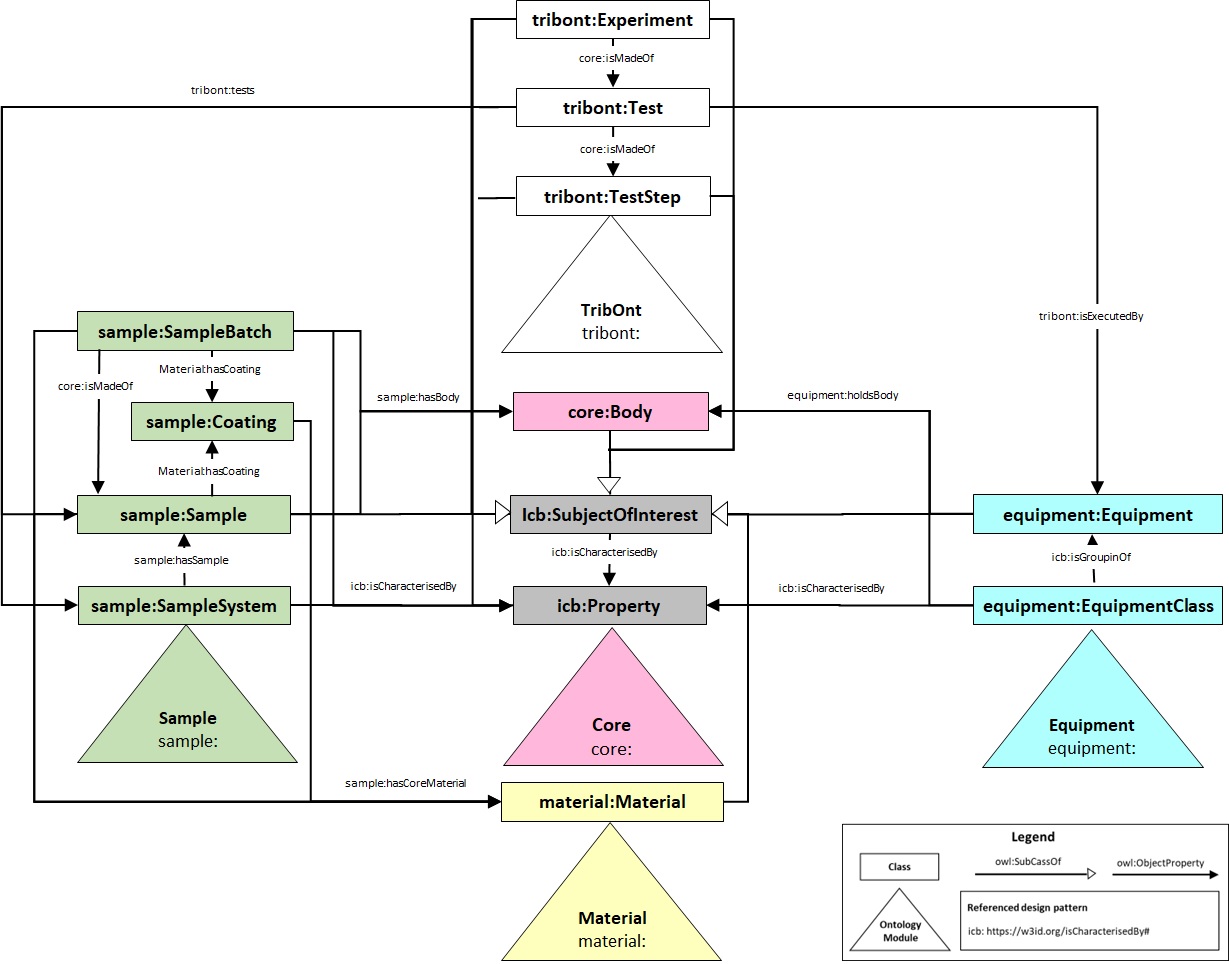 tribont:Experiment
core:isMadeOf
tribont:tests
tribont:Test
core:isMadeOf
tribont:TestStep
TribOnt
tribont:
tribont:isExecutedBy
sample:SampleBatch
Material:hasCoating
core:isMadeOf
sample:hasBody
equipment:holdsBody
core:Body
sample:Coating
Material:hasCoating
sample:Sample
Icb:SubjectOfInterest
equipment:Equipment
sample:hasSample
icb:isCharacterisedBy
icb:isGroupinOf
icb:isCharacterisedBy
icb:isCharacterisedBy
sample:SampleSystem
icb:Property
equipment:EquipmentClass
Sample
sample:
Core
core:
Equipment
equipment:
sample:hasCoreMaterial
material:Material
Material
material:
Legend
Class
owl:SubCassOf
owl:ObjectProperty
Ontology
Module
Referenced design pattern
icb: https://w3id.org/isCharacterisedBy#